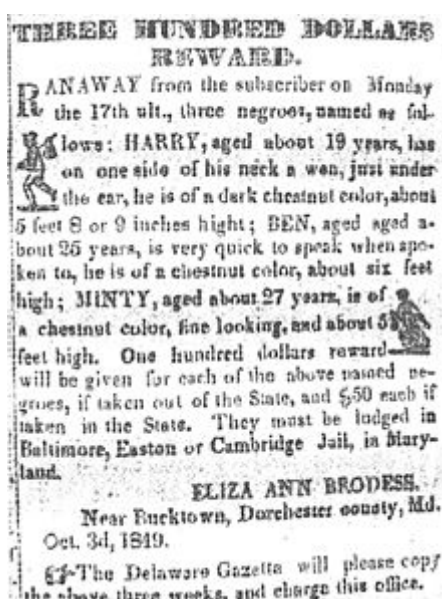 THREE HUNDRED DOLLARS
REWARD.
RANAWAY from the subscriber on Monday
the 17th ult., three negroes, named as fol-
lows: HARRY, aged about 19 years, has
on one side of his neck a wen, just under
the ear, he is of a dark chestnut color, about
5 feet 8 or 9 inches hight; BEN, aged aged a-
bout 25 years, is very quick to speak when spo-
ken to, he is of a chestnut color, about six feet
high; MINTY, aged about 27 years, is of
a chestnut color, fine looking, and about 5
feet high. One hundred dollars reward
will be given for each of the above named ne-
groes, if taken out of the State, and $50 each if
taken in the State. They must be lodged in
Baltimore, Easton or Cambridge Jail, in Mary-
land.
ELIZA ANN BRODESS.
Near Bucktown, Dorchester county, Md.
Oct. 3d, 1849.
☞The Delaware Gazette will please copy
the above three weeks, and charge this office.